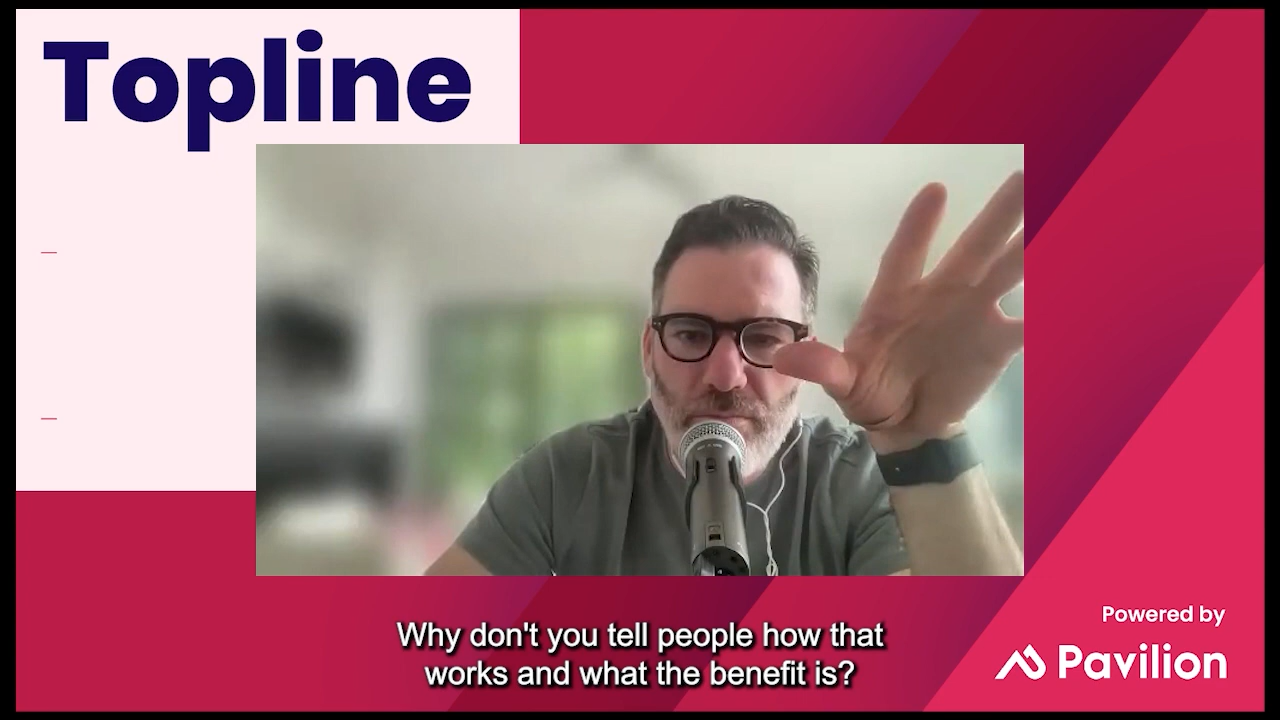 Topline
Why don't you tell people how that
works and what the benefit is?
Powered by
Pavilion